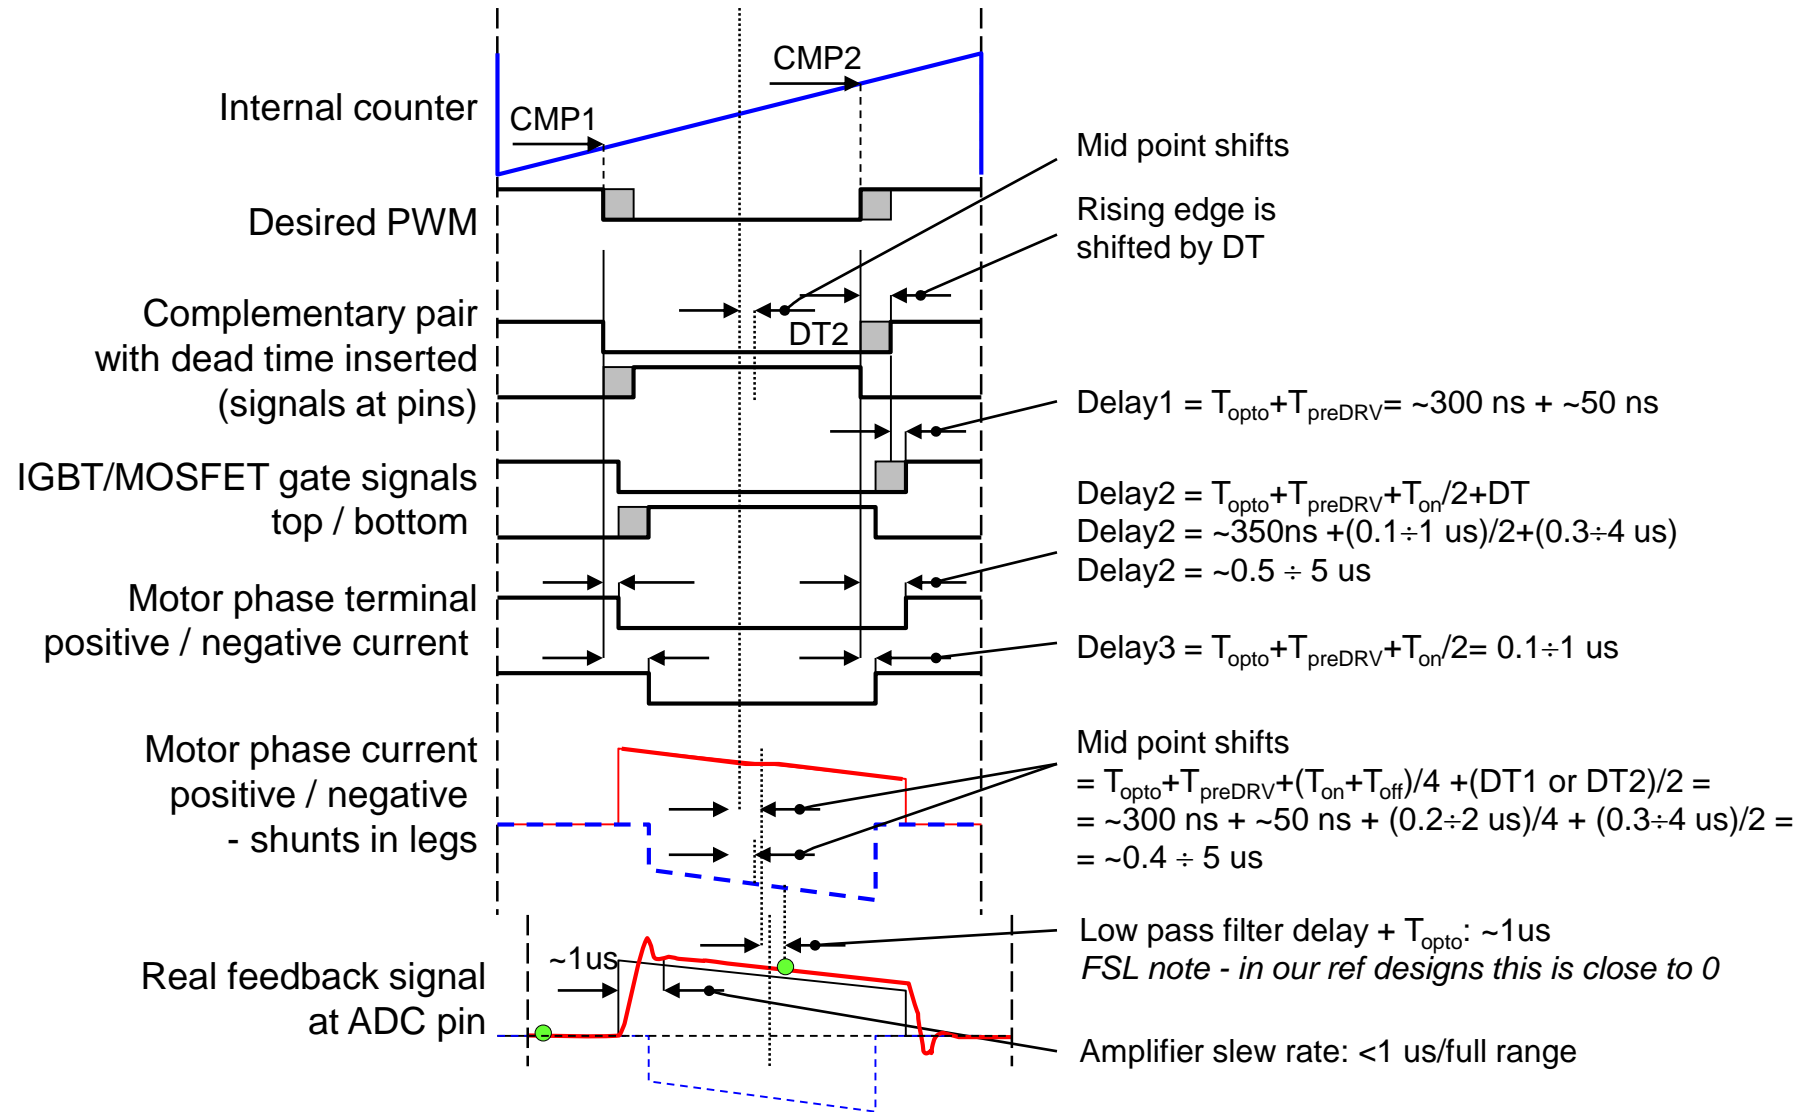 CMP2
Internal counter
CMP1
Mid point shifts
Desired PWM
Rising edge is
shifted by DT
Complementary pair
with dead time inserted
(signals at pins)
DT2
Delay1 = Topto+TpreDRV= ~300 ns + ~50 ns
IGBT/MOSFET gate signals
top / bottom
Delay2 = Topto+TpreDRV+Ton/2+DT
Delay2 = ~350ns +(0.1÷1 us)/2+(0.3÷4 us)
Delay2 = ~0.5 ÷ 5 us
Motor phase terminal
positive / negative current
Delay3 = Topto+TpreDRV+Ton/2= 0.1÷1 us
Motor phase current
positive / negative
- shunts in legs
Mid point shifts
= Topto+TpreDRV+(Ton+Toff)/4 +(DT1 or DT2)/2 =
= ~300 ns + ~50 ns + (0.2÷2 us)/4 + (0.3÷4 us)/2 =
= ~0.4 ÷ 5 us
Real feedback signal
at ADC pin
~1us
Low pass filter delay + Topto: ~1us
FSL note - in our ref designs this is close to 0
Amplifier slew rate: <1 us/full range